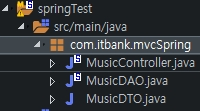 springTest
src/main/java
com.itbank.mvcSpring
MusicController.java
MusicDAO.java
MusicDTO.java